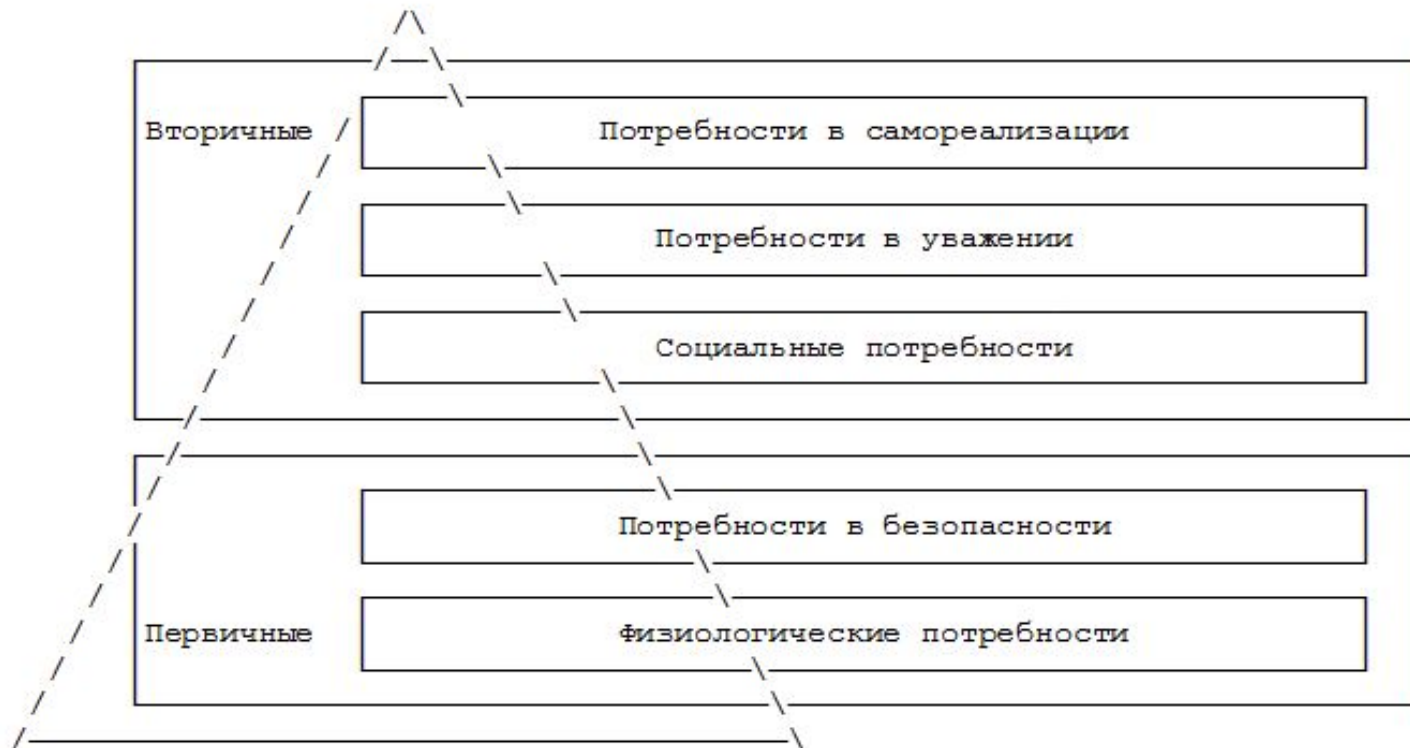 Вторичные
Потребности в самореализации
Потребности в уважении
Социальные потребности
Потребности в безопасности
Первичные
Физиологические потребности